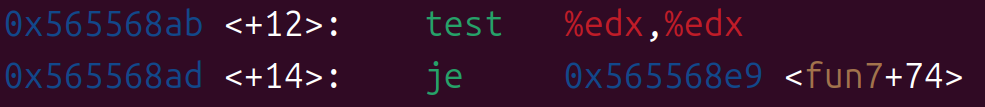 0x565568ab <+12>:    test   %edx,%edx
0x565568ad <+14>:    je     0x565568e9 <fun7+74>